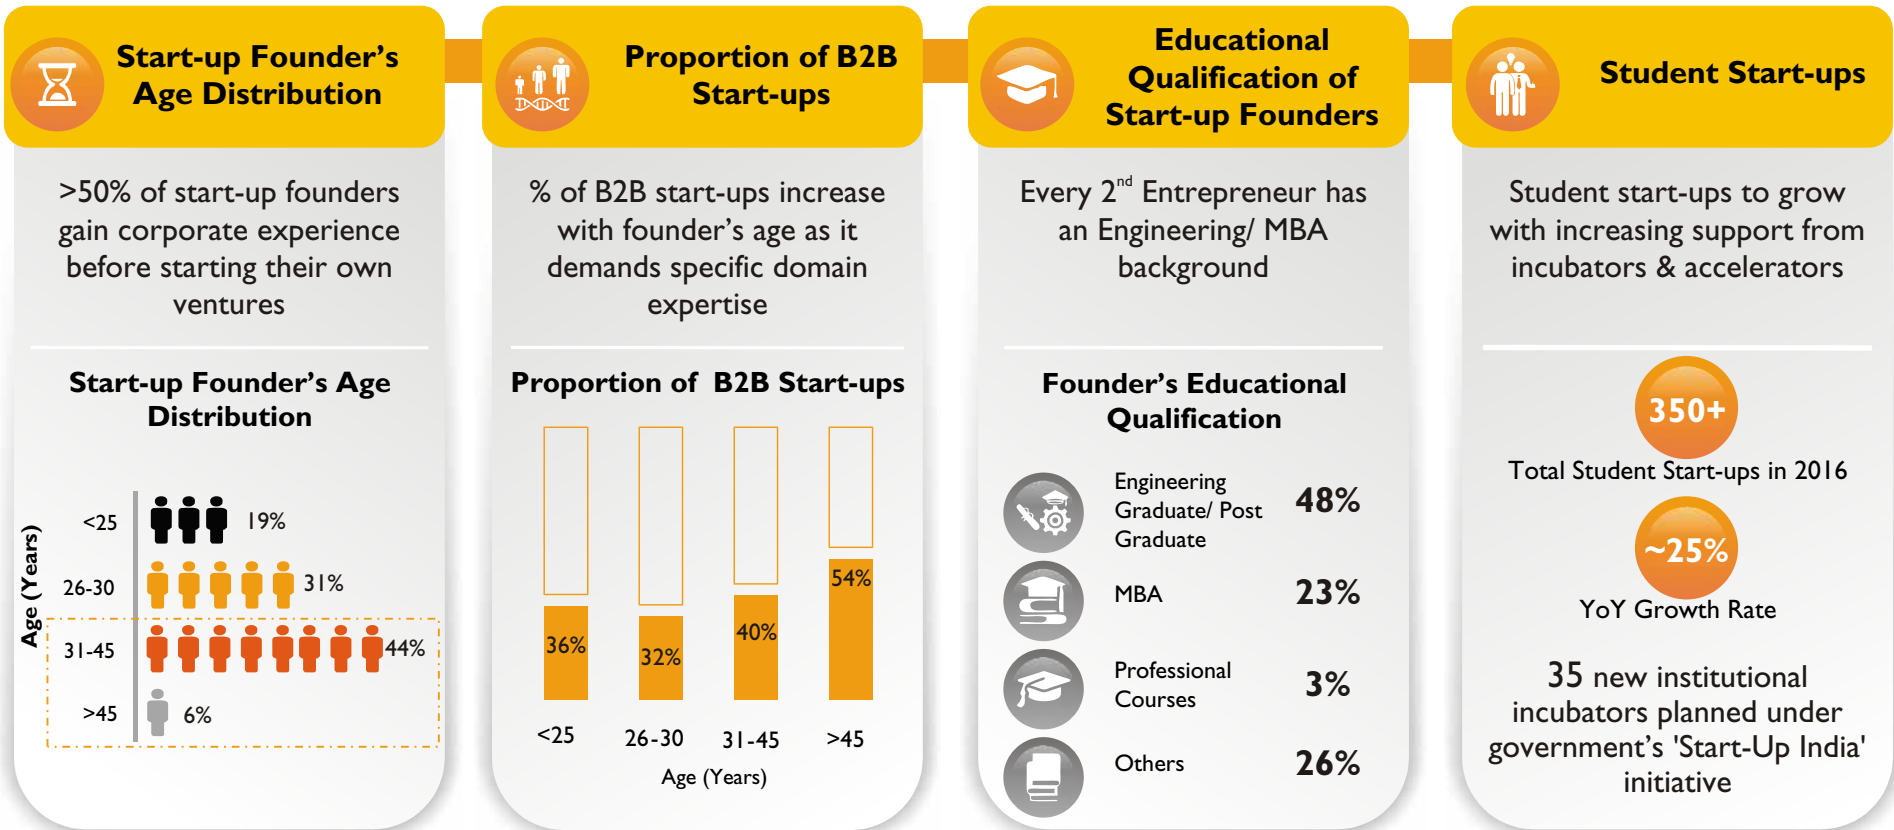 Start-up Founder's
Age Distribution
>50% of start-up founders
gain corporate experience
before starting their own
ventures
Start-up Founder's Age
Distribution
Age (Years)
<25
19%
26-30
31%
31-45
44%
>45
6%
Proportion of B2B
Start-ups
% of B2B start-ups increase
with founder's age as it
demands specific domain
expertise
Proportion of B2B Start-ups
36%
32%
40%
54%
<25
26-30
31-45
>45
Age (Years)
Educational
Qualification of
Start-up Founders
Every 2nd Entrepreneur has
an Engineering/ MBA
background
Founder's Educational
Qualification
Engineering
Graduate/ Post
Graduate
48%
MBA
23%
Professional
Courses
3%
Others
26%
Student Start-ups
Student start-ups to grow
with increasing support from
incubators & accelerators
350+
Total Student Start-ups in 2016
~25%
YoY Growth Rate
35 new institutional
incubators planned under
government's 'Start-Up India'
initiative